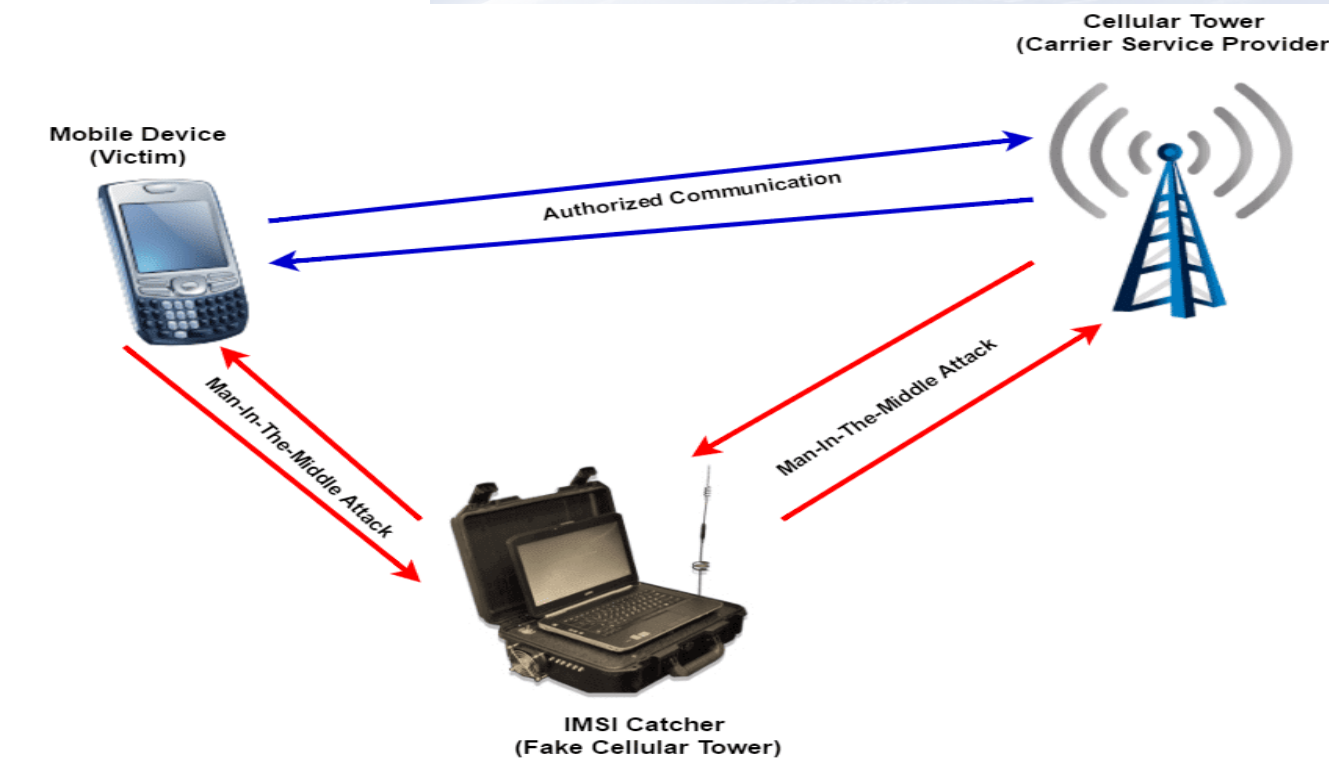 Cellular Tower
(Carrier Service Provider
Mobile Device
(Victim)
Authorized Communication
Man-In-The-Middle Attack
Man-In-The-Middle Attack
IMSI Catcher
(Fake Cellular Tower)